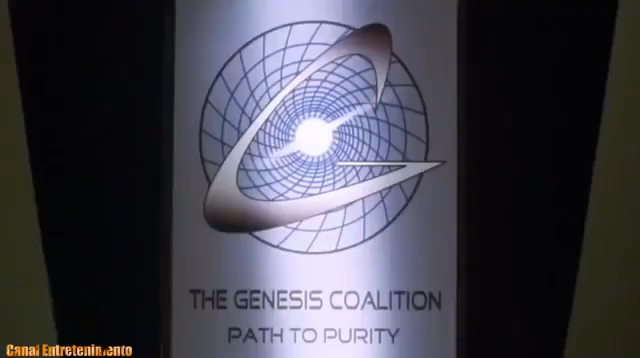 THE GENESIS COALITION
PATH TO PURITY
Canal Entretenimento